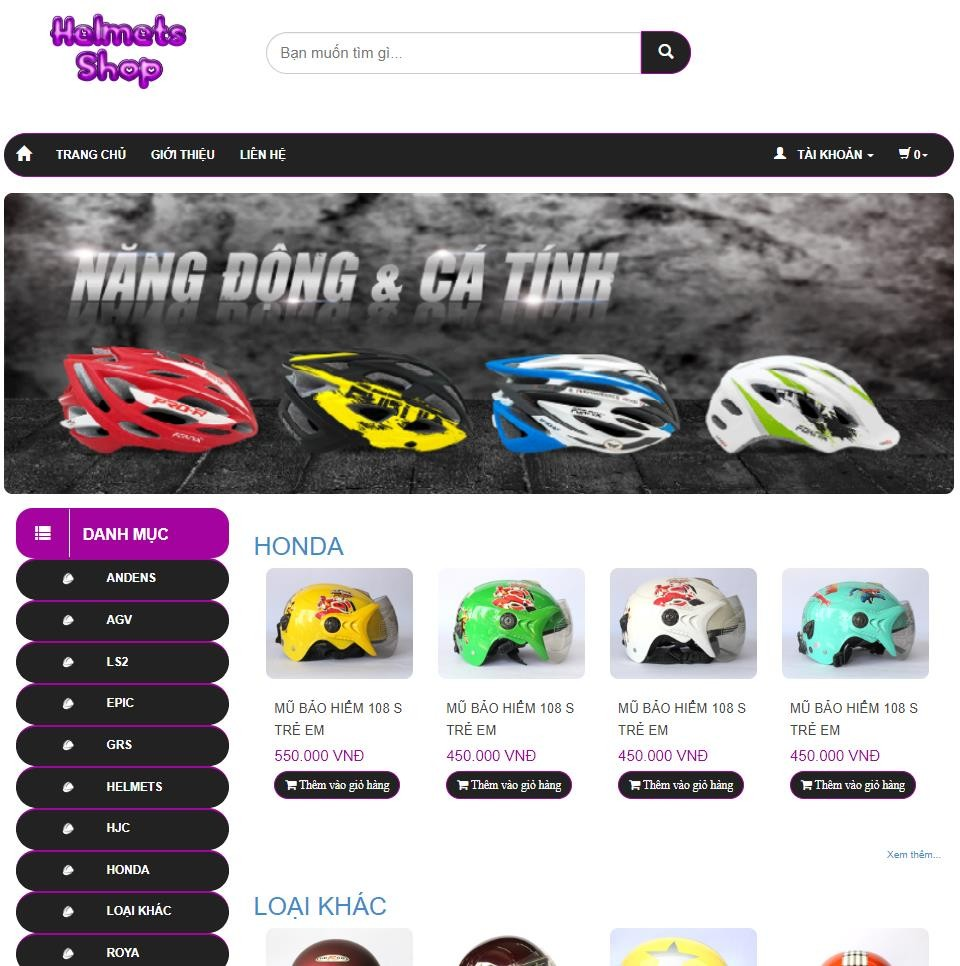 Helmets
Shop
Bạn muốn tìm gì...
TRANG CHỦ GIỚI THIỆU LIÊN HỆ TÀI KHOẢN 0
NĂNG ĐỘNG & CÁ TÍNH
PRO-R
FORNIX
FORNIX
FORNIX
DANH MỤC
ANDENS
AGV
LS2
EPIC
GRS
HELMETS
HJC
HONDA
LOẠI KHÁC
ROYA
HONDA
MŨ BẢO HIỂM 108 S
TRẺ EM
550.000 VNĐ
Thêm vào giỏ hàng
MŨ BẢO HIỂM 108 S
TRẺ EM
450.000 VNĐ
Thêm vào giỏ hàng
MŨ BẢO HIỂM 108 S
TRẺ EM
450.000 VNĐ
Thêm vào giỏ hàng
MŨ BẢO HIỂM 108 S
TRẺ EM
450.000 VNĐ
Thêm vào giỏ hàng
Xem thêm...
LOẠI KHÁC